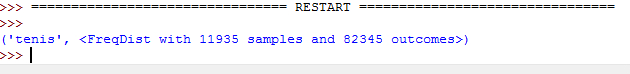 >>> ================================ RESTART ================================
>>>
('tenis', <FreqDist with 11935 samples and 82345 outcomes>)
>>>